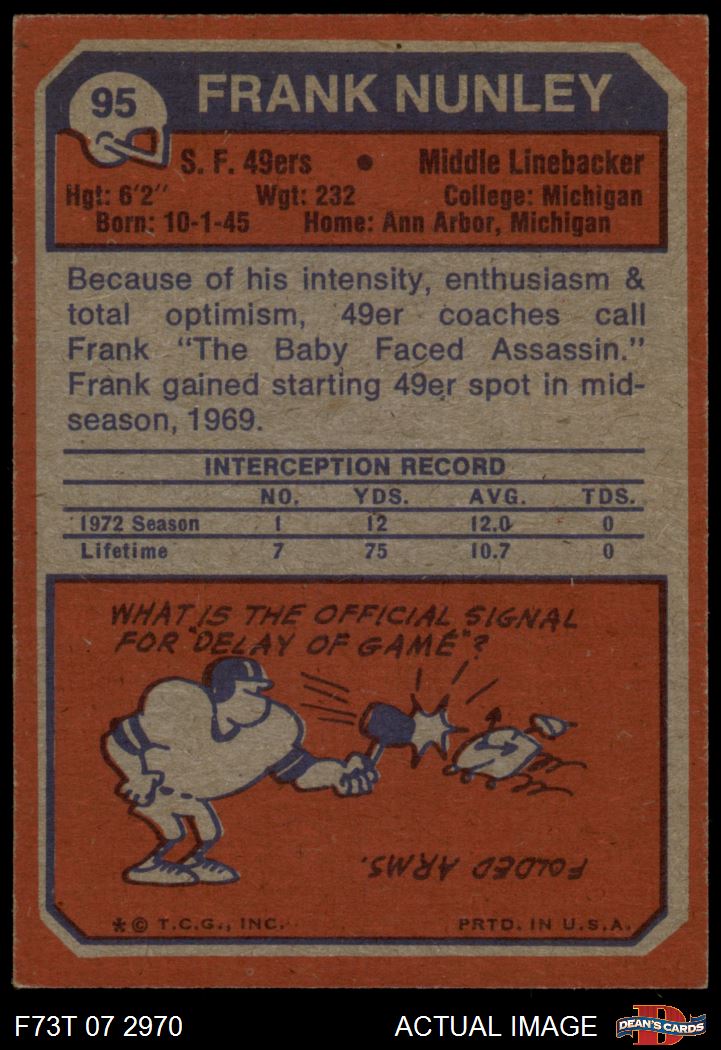 95
FRANK NUNLEY
S. F. 49ers ● Middle Linebacker
Hgt: 6'2" Wgt: 232 College: Michigan
Born: 10-1-45 Home: Ann Arbor, Michigan
Because of his intensity, enthusiasm &
total optimism, 49er coaches call
Frank "The Baby Faced Assassin."
Frank gained starting 49er spot in mid-
season, 1969.
INTERCEPTION RECORD
NO. YDS. AVG. TDS.
1972 Season 1 12 12.0 0
Lifetime 7 75 10.7 0
WHAT IS THE OFFICIAL SIGNAL
FOR "DELAY OF GAME"?
FOLDED ARMS.
* © T.C.G., INC. PRTD. IN U.S.A.
F73T 07 2970 ACTUAL IMAGE
D
DEAN'S CARDS